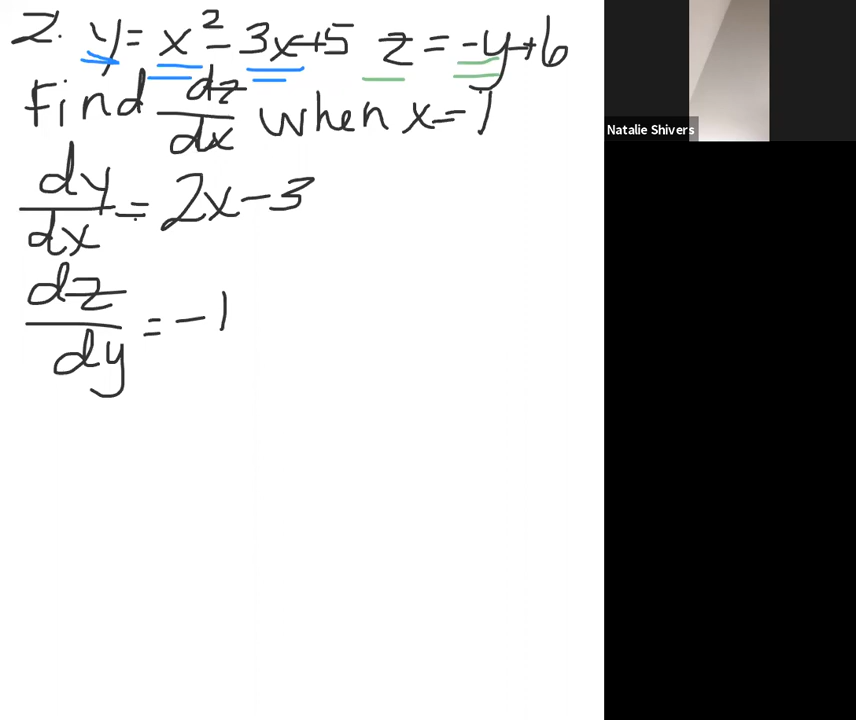 2. y = x² - 3x + 5 z = -y + 6
Find dz/dx when x = 1
dy/dx = 2x - 3
dz/dy = -1
Natalie Shivers